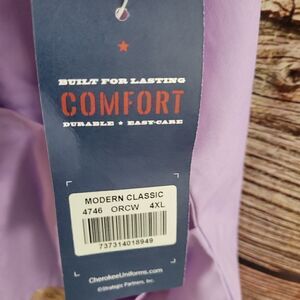 BUILT FOR LASTING
COMFORT
DURABLE ★ EASY-CARE
MODERN CLASSIC
4746 ORCW 4XL
737314018949
CherokeeUniforms.com
©Strategic Partners, Inc.